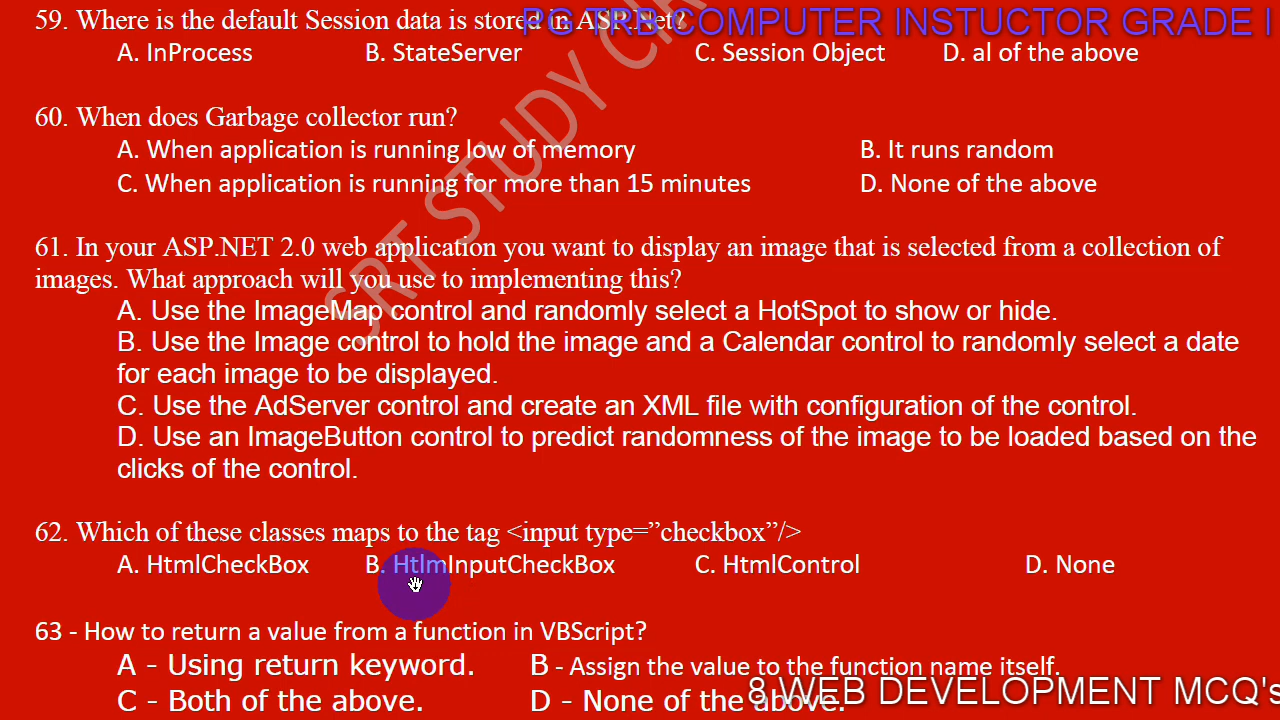 59. Where is the default Session data is stored in ASP.Net?
PG TRB COMPUTER INSTUCTOR GRADE I
A. InProcess B. StateServer C. Session Object D. al of the above
60. When does Garbage collector run?
A. When application is running low of memory B. It runs random
C. When application is running for more than 15 minutes D. None of the above
61. In your ASP.NET 2.0 web application you want to display an image that is selected from a collection of
images. What approach will you use to implementing this?
A. Use the ImageMap control and randomly select a HotSpot to show or hide.
B. Use the Image control to hold the image and a Calendar control to randomly select a date
for each image to be displayed.
C. Use the AdServer control and create an XML file with configuration of the control.
D. Use an ImageButton control to predict randomness of the image to be loaded based on the
clicks of the control.
62. Which of these classes maps to the tag <input type=”checkbox”/>
A. HtmlCheckBox B. HtlmInputCheckBox C. HtmlControl D. None
63 - How to return a value from a function in VBScript?
A - Using return keyword. B - Assign the value to the function name itself.
C - Both of the above. D - None of the above.
8 WEB DEVELOPMENT MCQ's
SRT STUDY